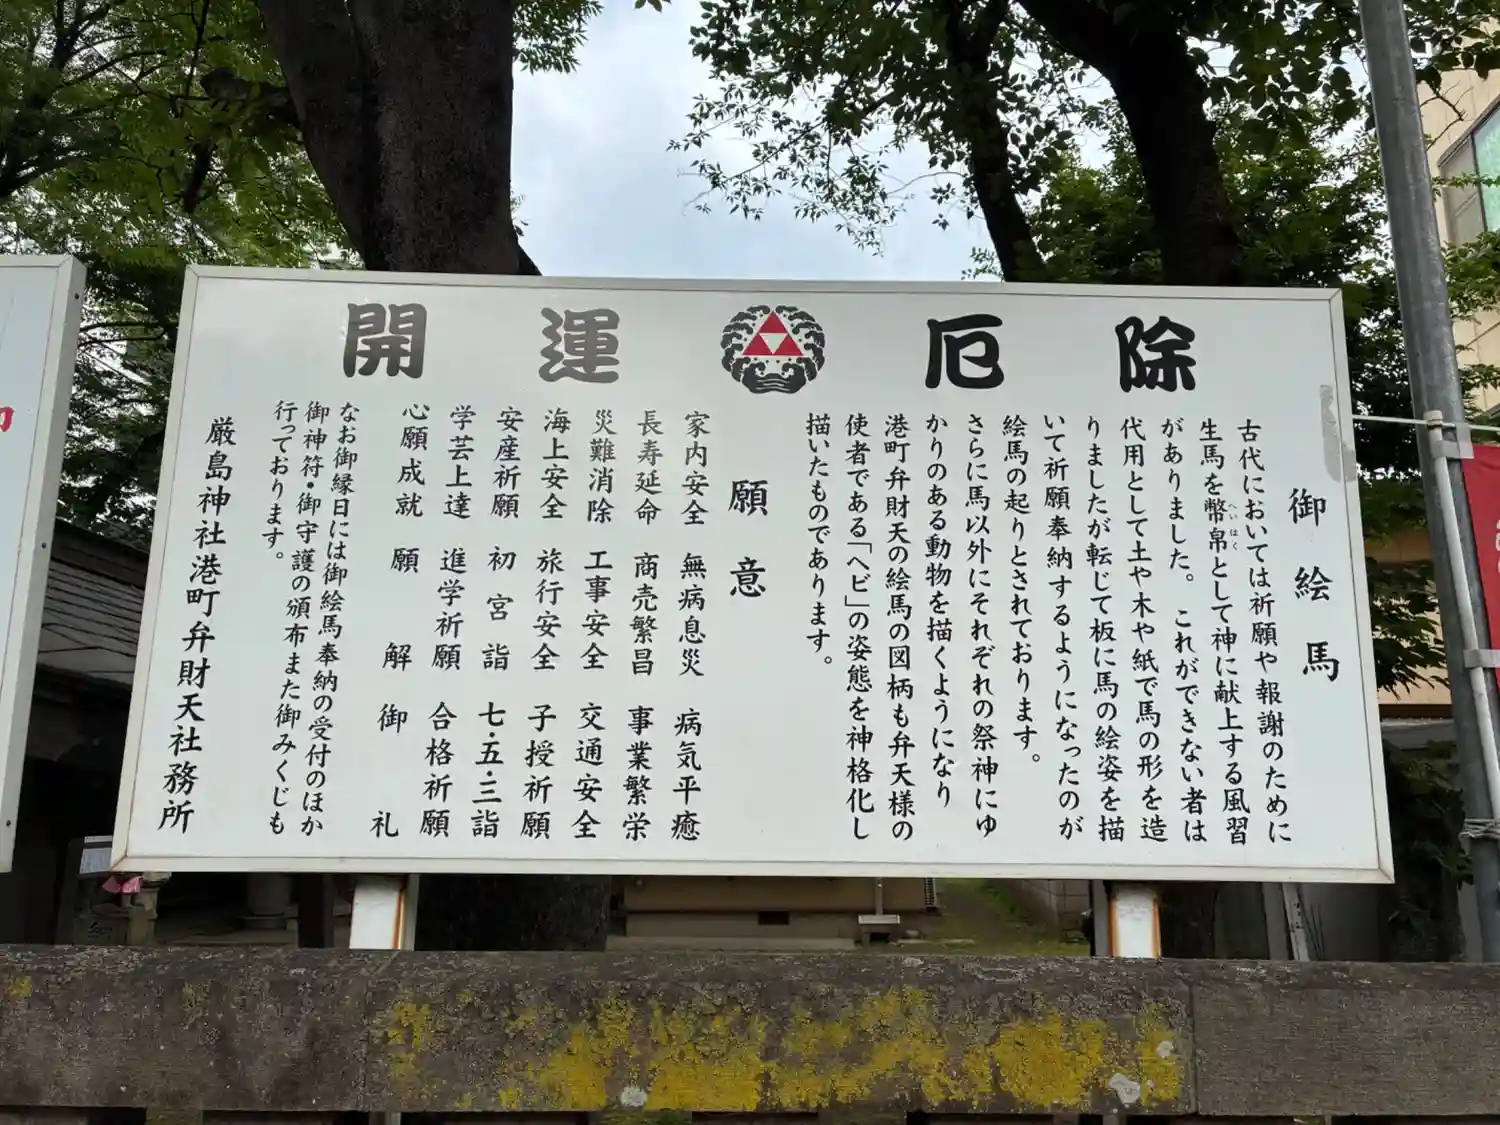 開運 厄除
御絵馬
古代においては祈願や報謝のために
生馬を幣帛として神に献上する風習
へいはく
がありました。これができない者は
代用として土や木や紙で馬の形を造
りましたが転じて板に馬の絵姿を描
いて祈願奉納するようになったのが
絵馬の起りとされております。
さらに馬以外にそれぞれの祭神にゆ
かりのある動物を描くようになり
港町弁財天の絵馬の図柄も弁天様の
使者である「ヘビ」の姿態を神格化し
描いたものであります。
願意
家内安全 無病息災 病気平癒
長寿延命 商売繁昌 事業繁栄
災難消除 工事安全 交通安全
海上安全 旅行安全 子授祈願
安産祈願 初宮詣 七・五・三詣
学芸上達 進学祈願 合格祈願
心願成就 願解御礼
なお御縁日には御絵馬奉納の受付のほか
御神符・御守護の頒布また御みくじも
行っております。
厳島神社港町弁財天社務所